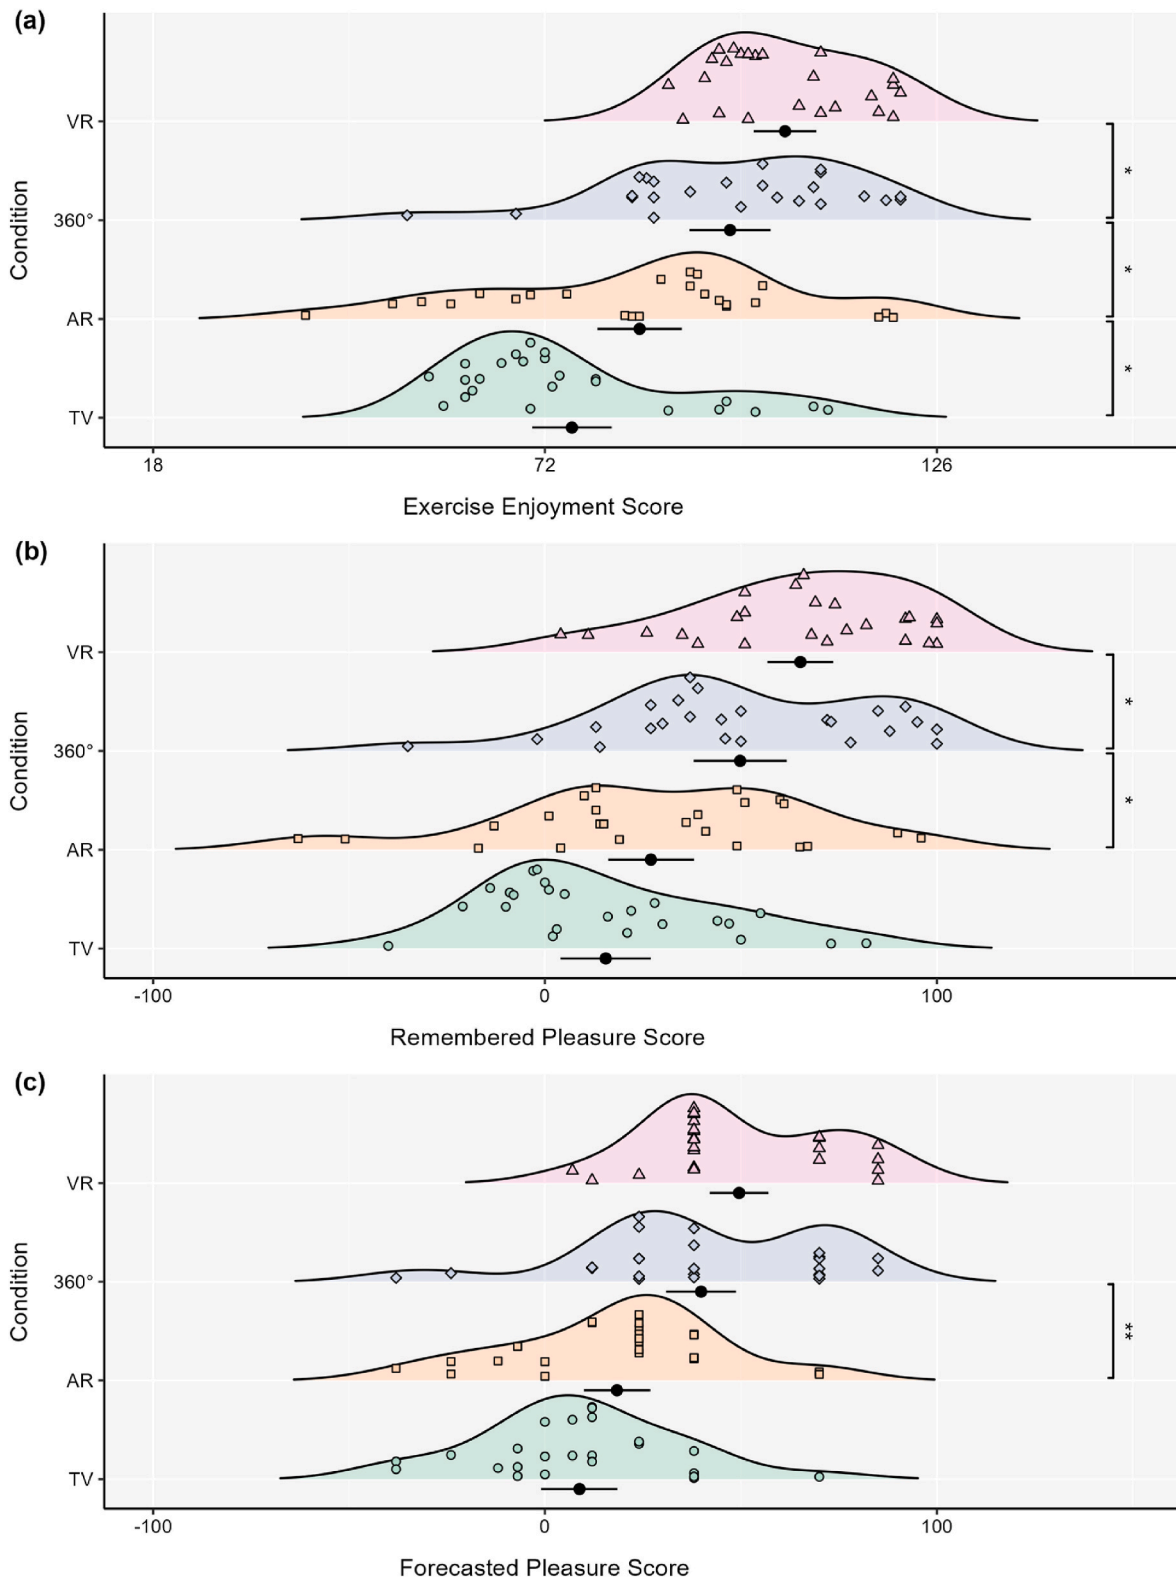 (a)
VR
*
360°
*
AR
*
TV
Condition
18 72 126
Exercise Enjoyment Score
(b)
VR
*
360°
*
AR
TV
Condition
-100 0 100
Remembered Pleasure Score
(c)
VR
360°
**
AR
TV
Condition
-100 0 100
Forecasted Pleasure Score